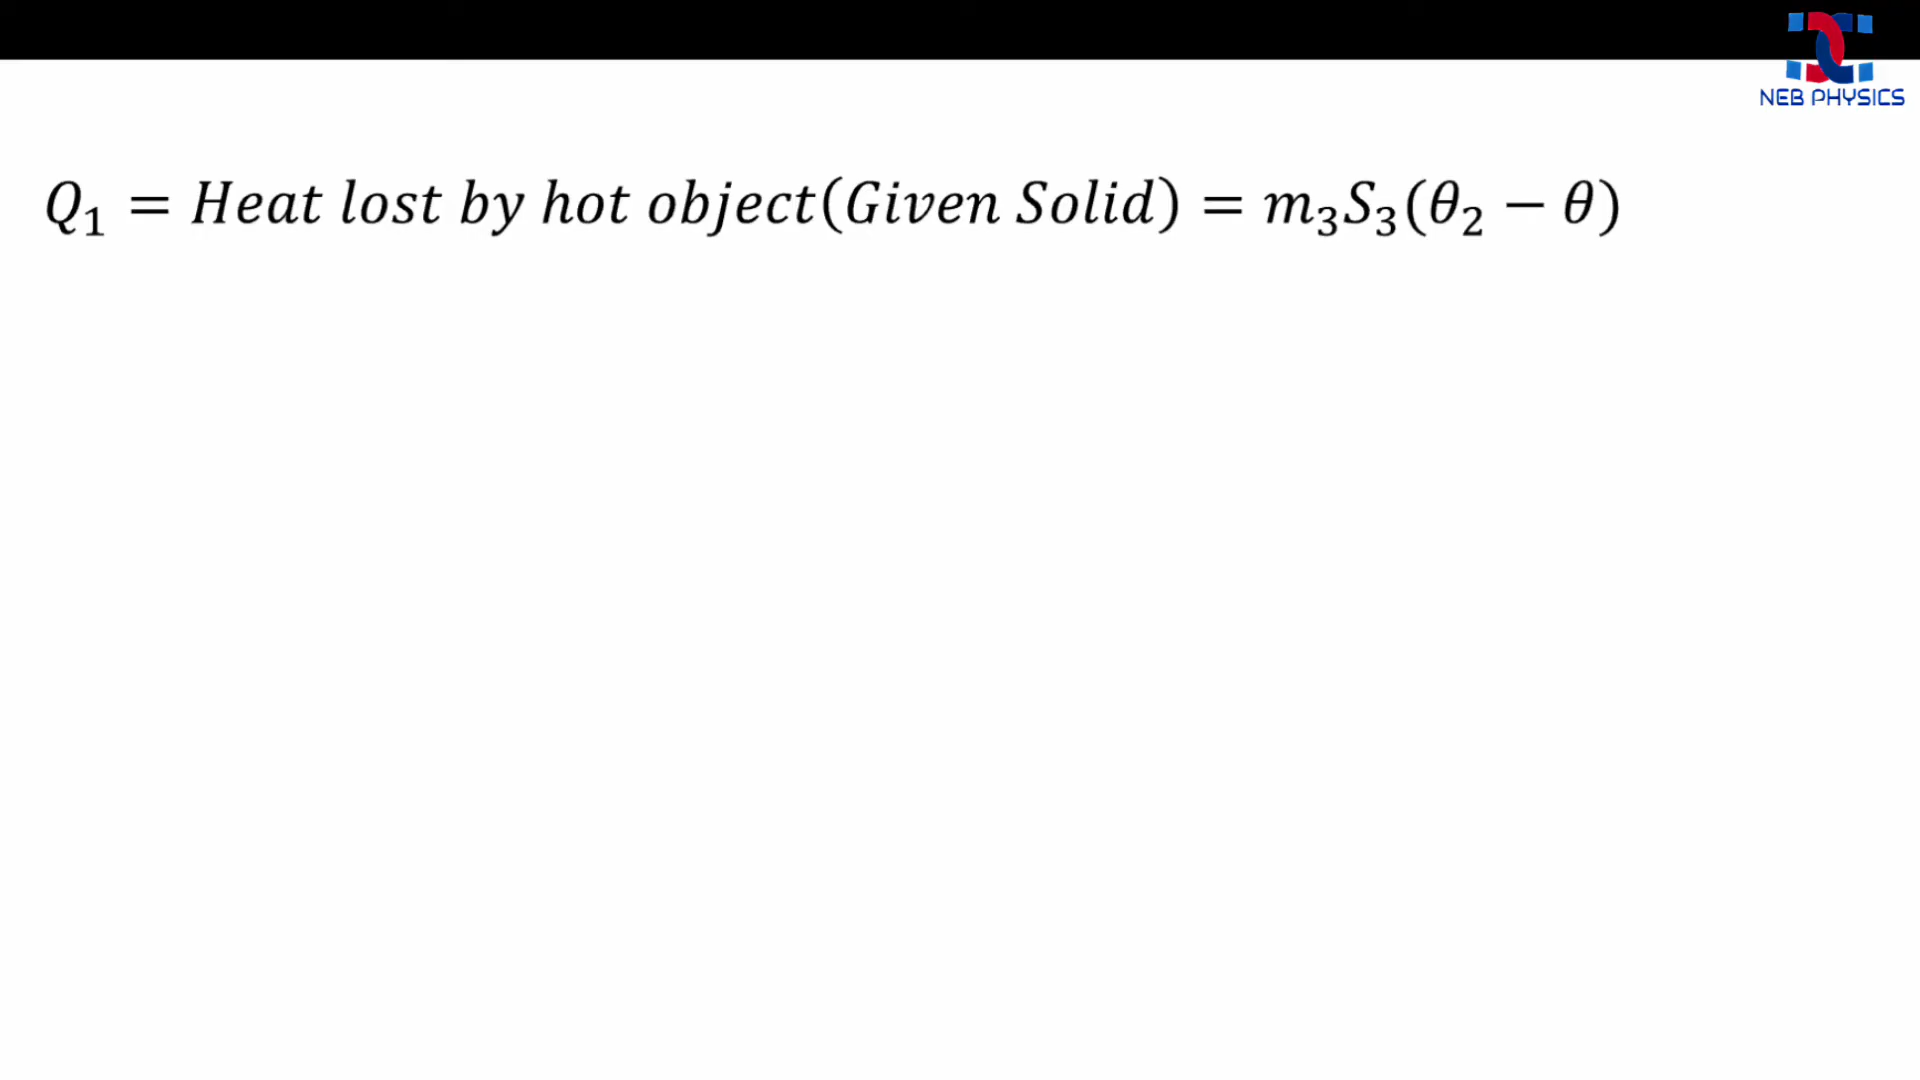 NEB PHYSICS
Q₁ = Heat lost by hot object(Given Solid) = m₃S₃(θ₂ − θ)